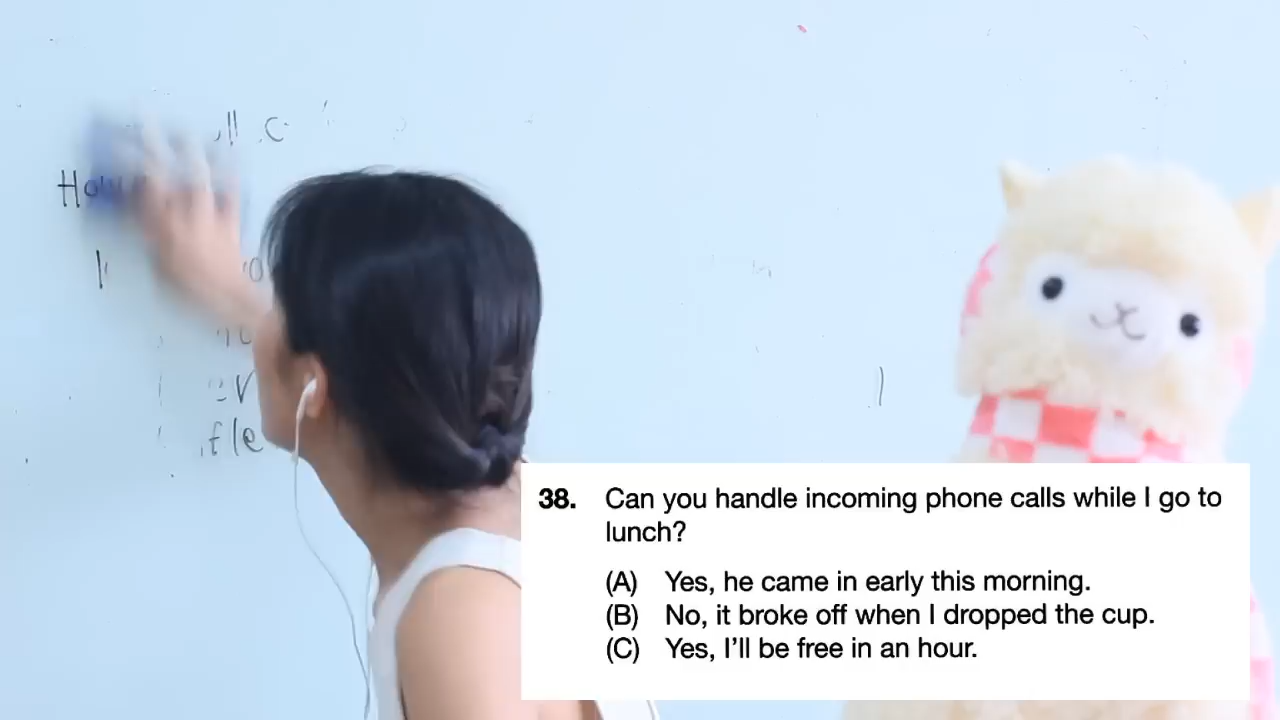 38. Can you handle incoming phone calls while I go to
lunch?
(A) Yes, he came in early this morning.
(B) No, it broke off when I dropped the cup.
(C) Yes, I'll be free in an hour.